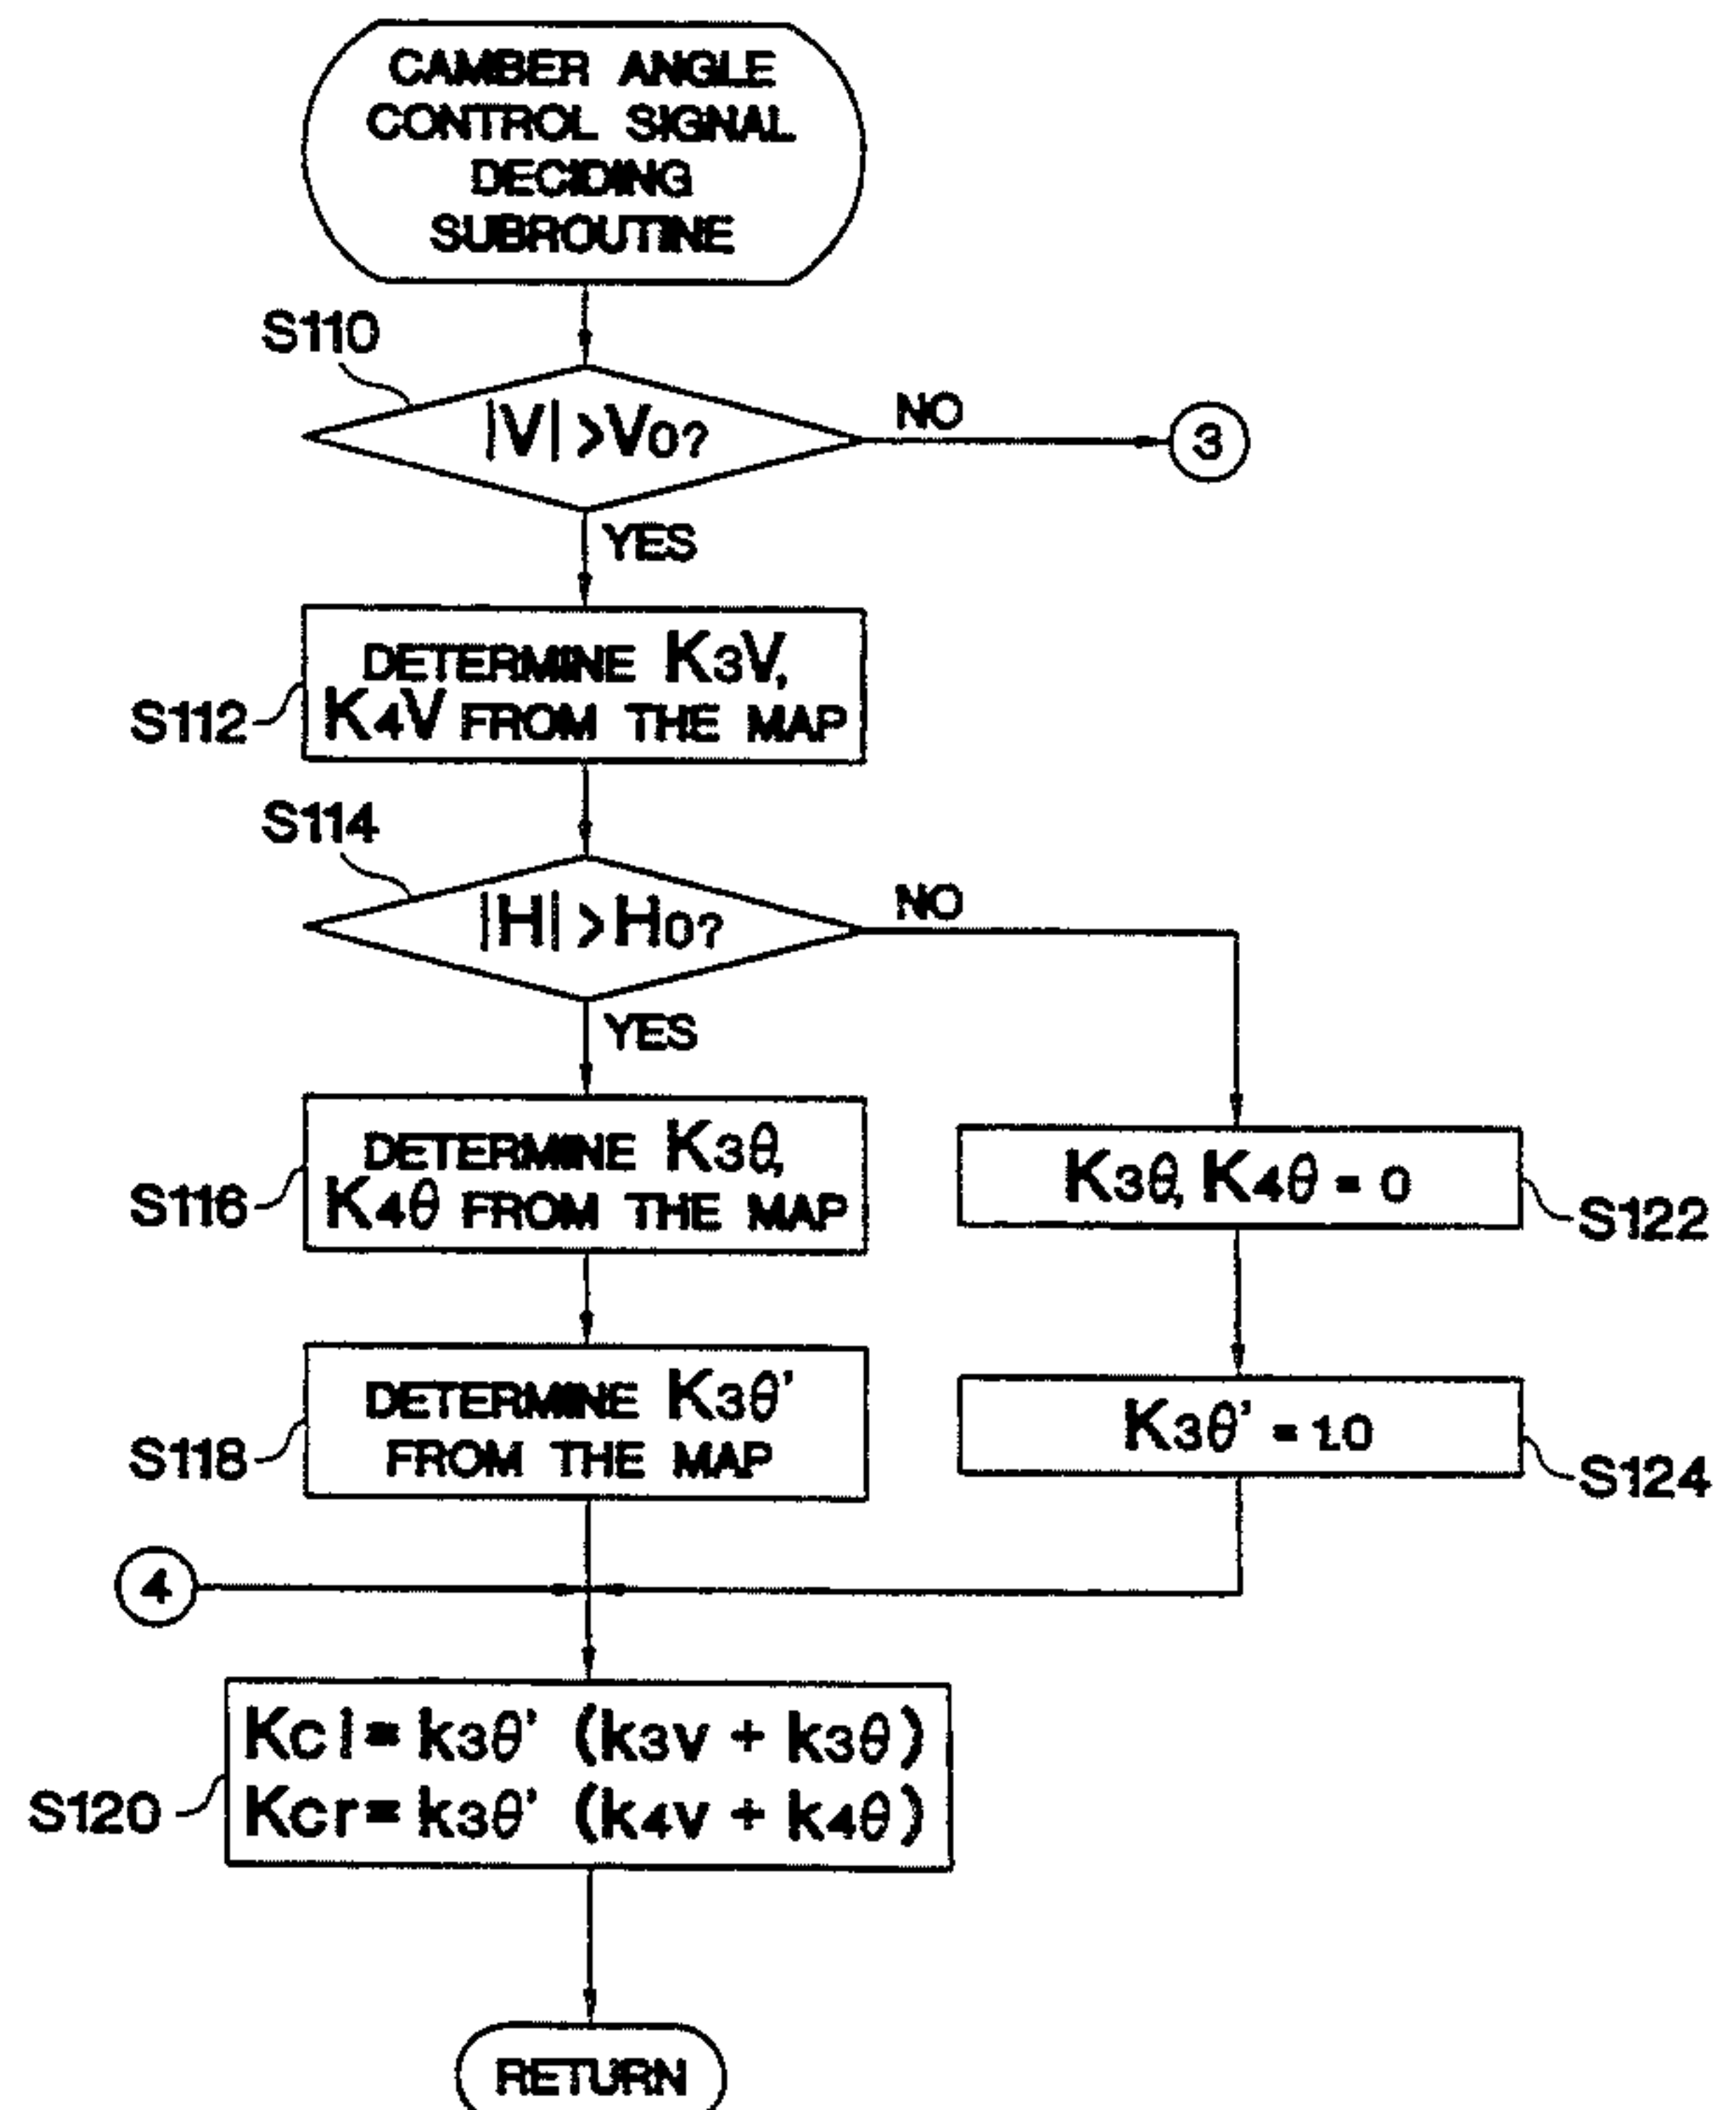 CAMBER ANGLE
CONTROL SIGNAL
DECIDING
SUBROUTINE
S110
|V| >V0?
NO
3
YES
DETERMINE K3V,
K4V FROM THE MAP
S112
S114
|H| >H0?
NO
YES
DETERMINE K3θ,
K4θ FROM THE MAP
S116
K3θ, K4θ = 0
S122
DETERMINE K3θ'
FROM THE MAP
S118
K3θ' = 1.0
S124
4
Kcl= k3θ' (k3v + k3θ)
Kcr= k3θ' (k4v + k4θ)
S120
RETURN